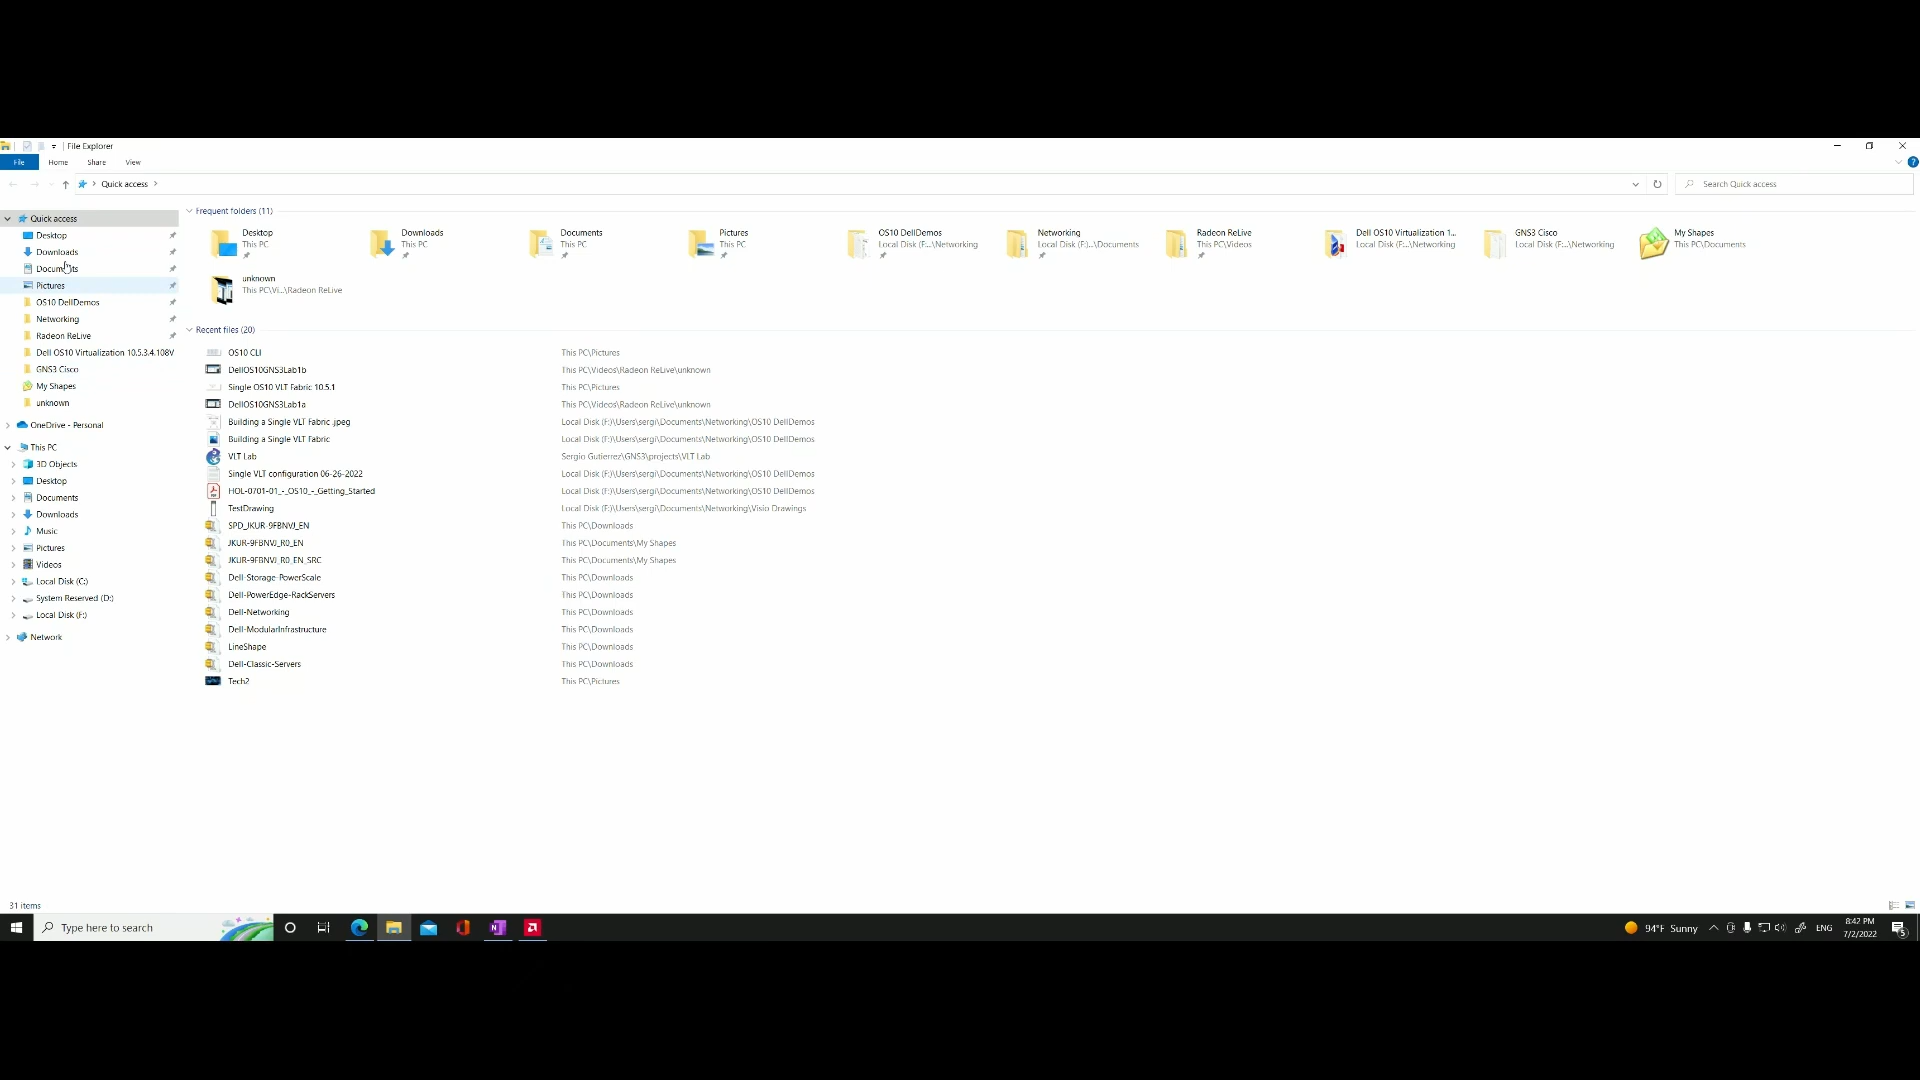 File Explorer
File Home Share View
Quick access
Search Quick access
Quick access
Desktop
Downloads
Documents
Pictures
OS10 DellDemos
Networking
Radeon ReLive
Dell OS10 Virtualization 10.5.3.4.108V
GNS3 Cisco
My Shapes
unknown
OneDrive - Personal
This PC
3D Objects
Desktop
Documents
Downloads
Music
Pictures
Videos
Local Disk (C:)
System Reserved (D:)
Local Disk (F:)
Network
Frequent folders (11)
Desktop
This PC
Downloads
This PC
Documents
This PC
Pictures
This PC
OS10 DellDemos
Local Disk (F:...\Networking
Networking
Local Disk (F:)...\Documents
Radeon ReLive
This PC\Videos
Dell OS10 Virtualization 1...
Local Disk (F:...\Networking
GNS3 Cisco
Local Disk (F:...\Networking
My Shapes
This PC\Documents
unknown
This PC\Vi...\Radeon ReLive
Recent files (20)
OS10 CLI This PC\Pictures
DellOS10GNS3Lab1b This PC\Videos\Radeon ReLive\unknown
Single OS10 VLT Fabric 10.5.1 This PC\Pictures
DellOS10GNS3Lab1a This PC\Videos\Radeon ReLive\unknown
Building a Single VLT Fabric .jpeg Local Disk (F:)\Users\sergi\Documents\Networking\OS10 DellDemos
Building a Single VLT Fabric Local Disk (F:)\Users\sergi\Documents\Networking\OS10 DellDemos
VLT Lab Sergio Gutierrez\GNS3\projects\VLT Lab
Single VLT configuration 06-26-2022 Local Disk (F:)\Users\sergi\Documents\Networking\OS10 DellDemos
HOL-0701-01_-_OS10_-_Getting_Started Local Disk (F:)\Users\sergi\Documents\Networking\OS10 DellDemos
TestDrawing Local Disk (F:)\Users\sergi\Documents\Networking\Visio Drawings
SPD_JKUR-9FBNVJ_EN This PC\Downloads
JKUR-9FBNVJ_R0_EN This PC\Documents\My Shapes
JKUR-9FBNVJ_R0_EN_SRC This PC\Documents\My Shapes
Dell-Storage-PowerScale This PC\Downloads
Dell-PowerEdge-RackServers This PC\Downloads
Dell-Networking This PC\Downloads
Dell-ModularInfrastructure This PC\Downloads
LineShape This PC\Downloads
Dell-Classic-Servers This PC\Downloads
Tech2 This PC\Pictures
31 items
Type here to search
94°F Sunny
ENG
8:42 PM
7/2/2022
5